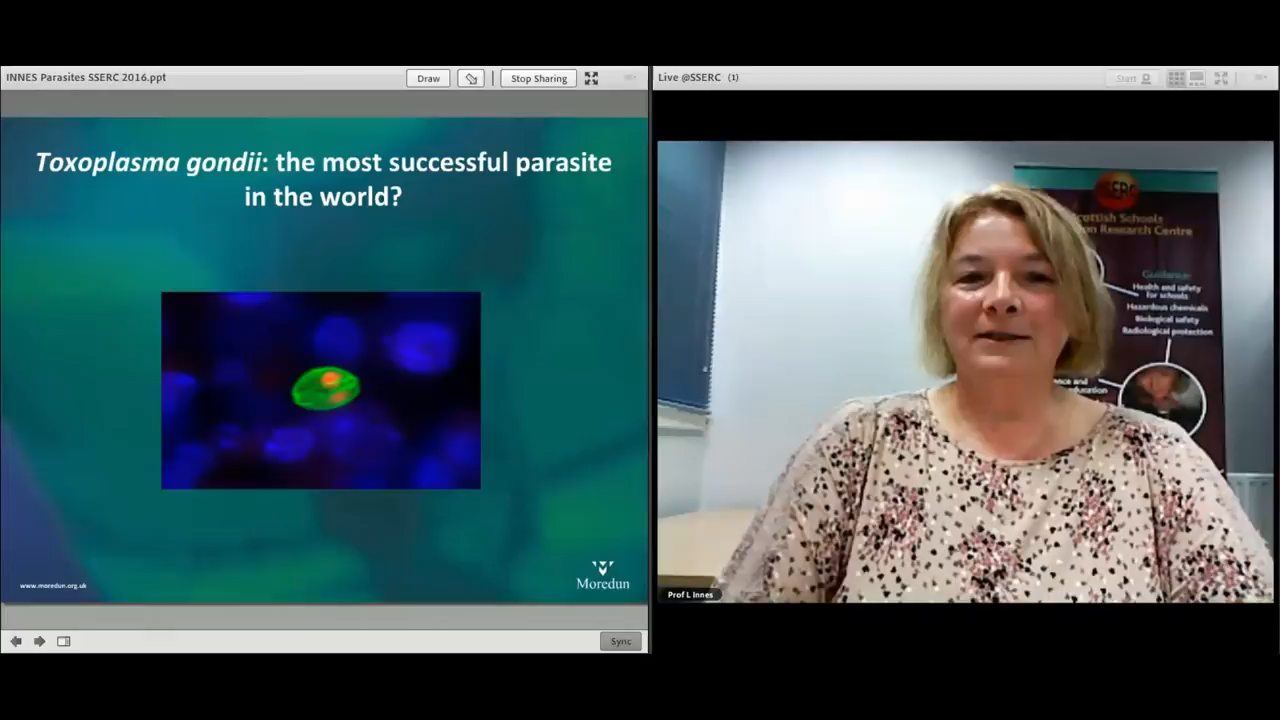 INNES Parasites SSERC 2016.ppt
Draw
Stop Sharing
Toxoplasma gondii: the most successful parasite
in the world?
www.moredun.org.uk
Moredun
Sync
Live @SSERC (1)
Start
Scottish Schools
Research Centre
Guidance
Health and safety
for schools
Hazardous chemicals
Biological safety
Radiological protection
Prof L Innes